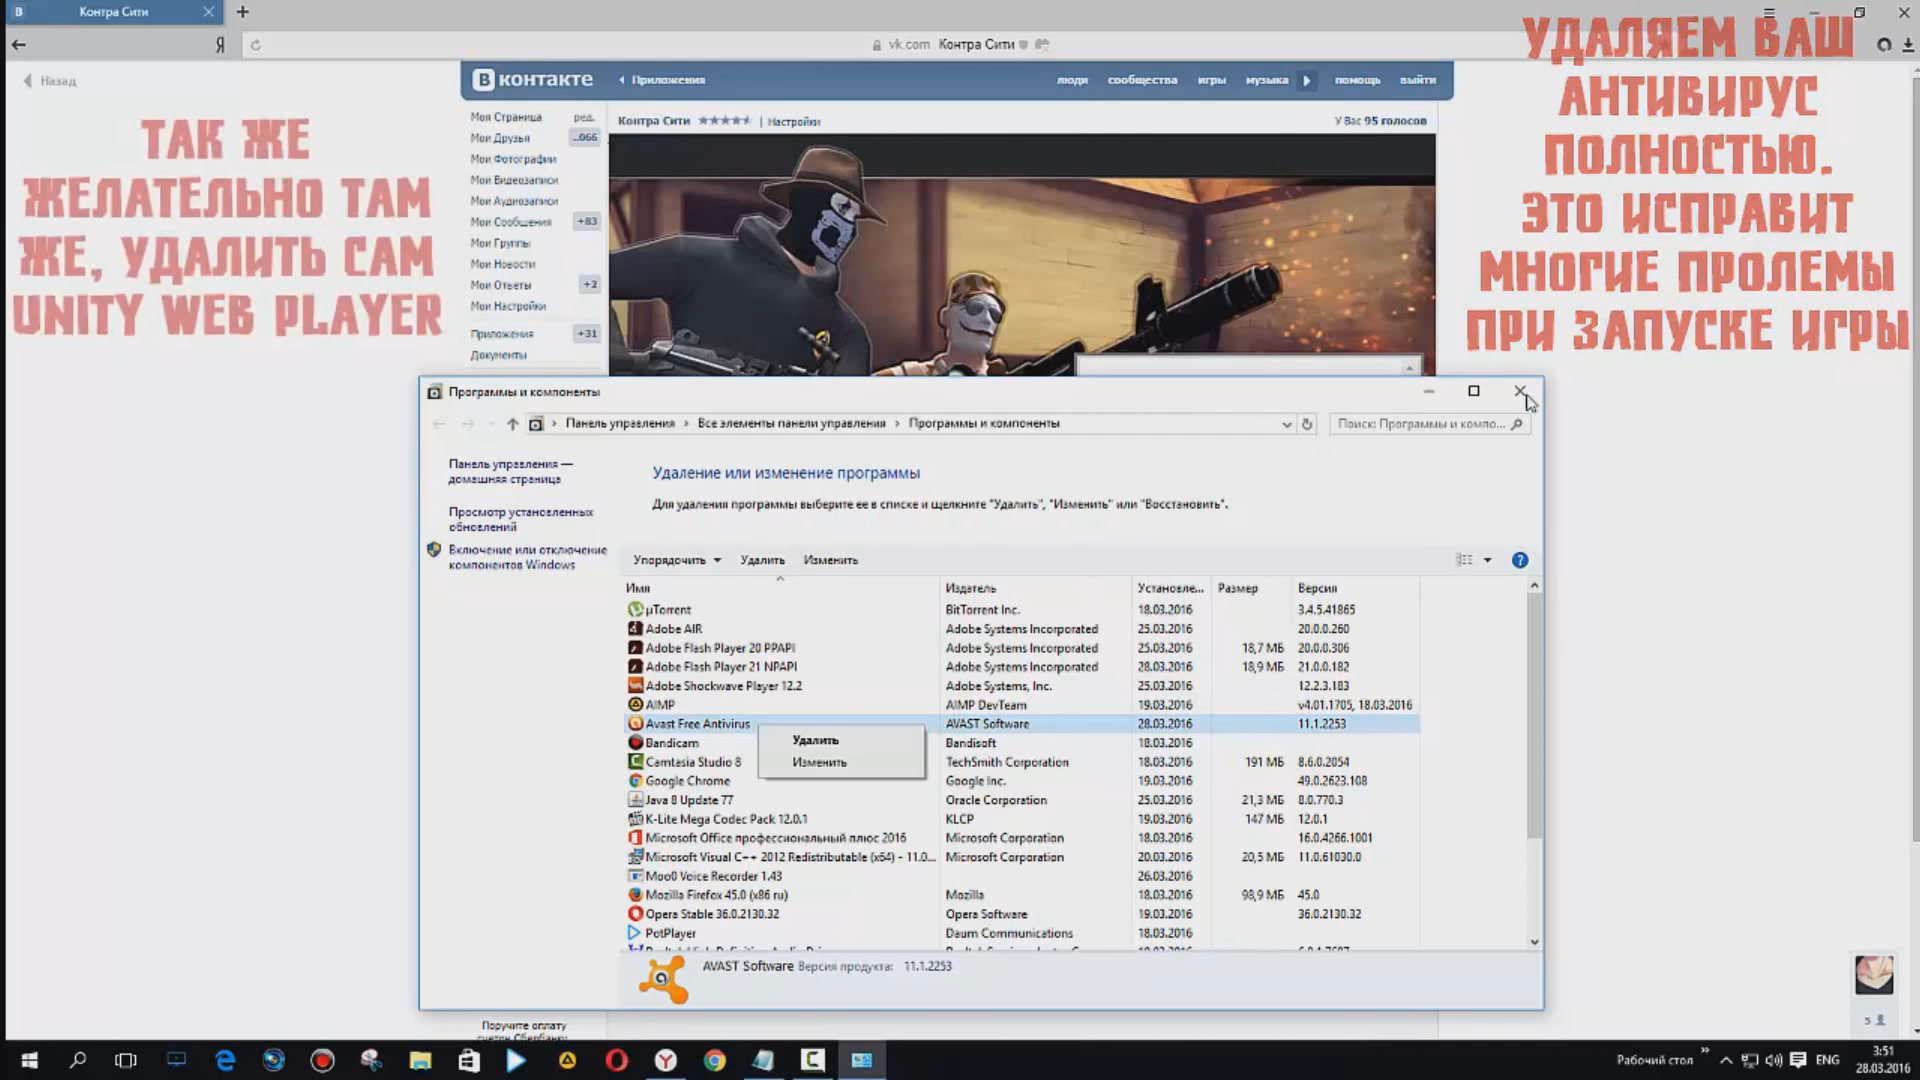 Контра Сити
Я
vk.com Контра Сити
Назад
В контакте
Приложения
люди сообщества игры музыка помощь выйти
УДАЛЯЕМ ВАШ
АНТИВИРУС
ПОЛНОСТЬЮ.
ЭТО ИСПРАВИТ
МНОГИЕ ПРОЛЕМЫ
ПРИ ЗАПУСКЕ ИГРЫ
ТАК ЖЕ
ЖЕЛАТЕЛЬНО ТАМ
ЖЕ, УДАЛИТЬ САМ
UNITY WEB PLAYER
Моя Страница ред.
Мои Друзья ..066
Мои Фотографии
Мои Видеозаписи
Мои Аудиозаписи
Мои Сообщения +83
Мои Группы
Мои Новости
Мои Ответы +2
Мои Настройки
Приложения +31
Документы
Контра Сити | Настройки
У Вас 95 голосов
Программы и компоненты
Панель управления Все элементы панели управления Программы и компоненты
Поиск: Программы и компо...
Панель управления —
домашняя страница
Просмотр установленных
обновлений
Включение или отключение
компонентов Windows
Удаление или изменение программы
Для удаления программы выберите ее в списке и щелкните "Удалить", "Изменить" или "Восстановить".
Упорядочить Удалить Изменить
Имя Издатель Установле... Размер Версия
µTorrent BitTorrent Inc. 18.03.2016 3.4.5.41865
Adobe AIR Adobe Systems Incorporated 25.03.2016 20.0.0.260
Adobe Flash Player 20 PPAPI Adobe Systems Incorporated 25.03.2016 18,7 МБ 20.0.0.306
Adobe Flash Player 21 NPAPI Adobe Systems Incorporated 28.03.2016 18,9 МБ 21.0.0.182
Adobe Shockwave Player 12.2 Adobe Systems, Inc. 25.03.2016 12.2.3.183
AIMP AIMP DevTeam 19.03.2016 v4.01.1705, 18.03.2016
Avast Free Antivirus AVAST Software 28.03.2016 11.1.2253
Bandicam Bandisoft 18.03.2016
Удалить
Изменить
Camtasia Studio 8 TechSmith Corporation 18.03.2016 191 МБ 8.6.0.2054
Google Chrome Google Inc. 19.03.2016 49.0.2623.108
Java 8 Update 77 Oracle Corporation 25.03.2016 21,3 МБ 8.0.770.3
K-Lite Mega Codec Pack 12.0.1 KLCP 19.03.2016 147 МБ 12.0.1
Microsoft Office профессиональный плюс 2016 Microsoft Corporation 18.03.2016 16.0.4266.1001
Microsoft Visual C++ 2012 Redistributable (x64) - 11.0... Microsoft Corporation 20.03.2016 20,5 МБ 11.0.61030.0
Moo0 Voice Recorder 1.43 26.03.2016
Mozilla Firefox 45.0 (x86 ru) Mozilla 18.03.2016 98,9 МБ 45.0
Opera Stable 36.0.2130.32 Opera Software 19.03.2016 36.0.2130.32
PotPlayer Daum Communications 18.03.2016
AVAST Software Версия продукта: 11.1.2253
Поручите оплату
5
Рабочий стол
ENG
3:51
28.03.2016